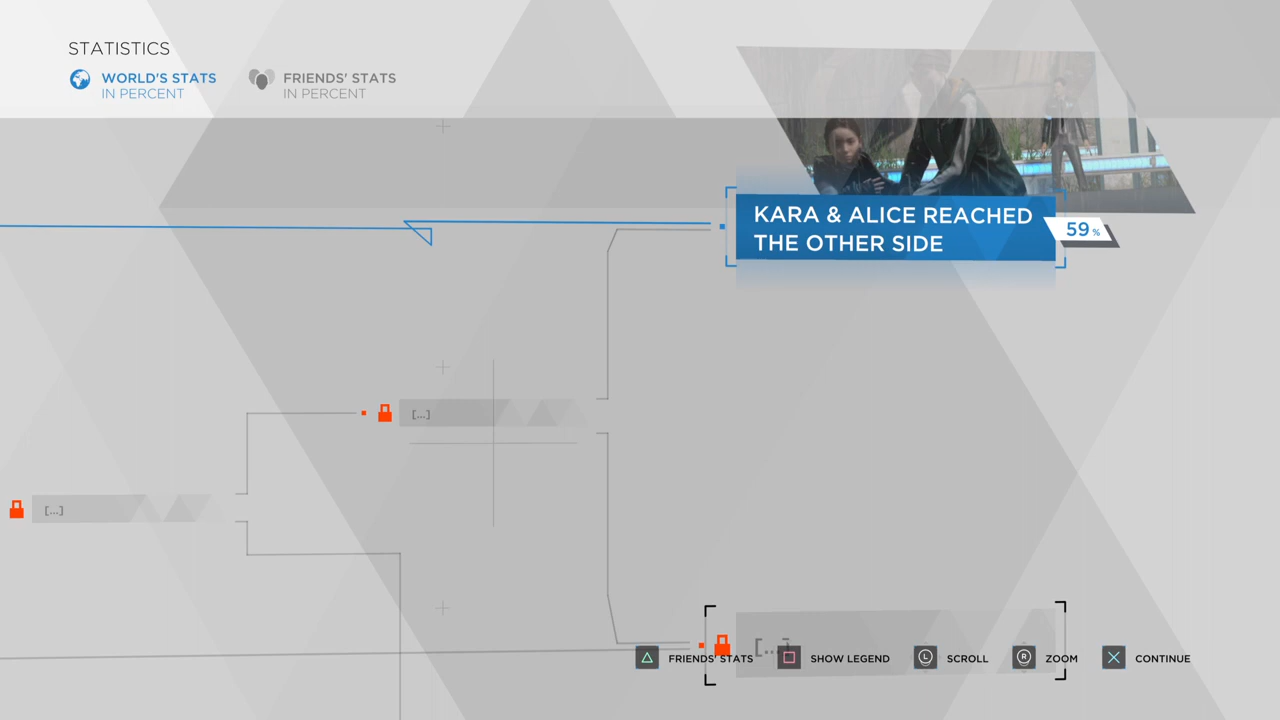 STATISTICS
WORLD'S STATS
IN PERCENT
FRIENDS' STATS
IN PERCENT
KARA & ALICE REACHED
THE OTHER SIDE
59%
[...]
[...]
[...]
FRIENDS' STATS
SHOW LEGEND
L
SCROLL
R
ZOOM
CONTINUE